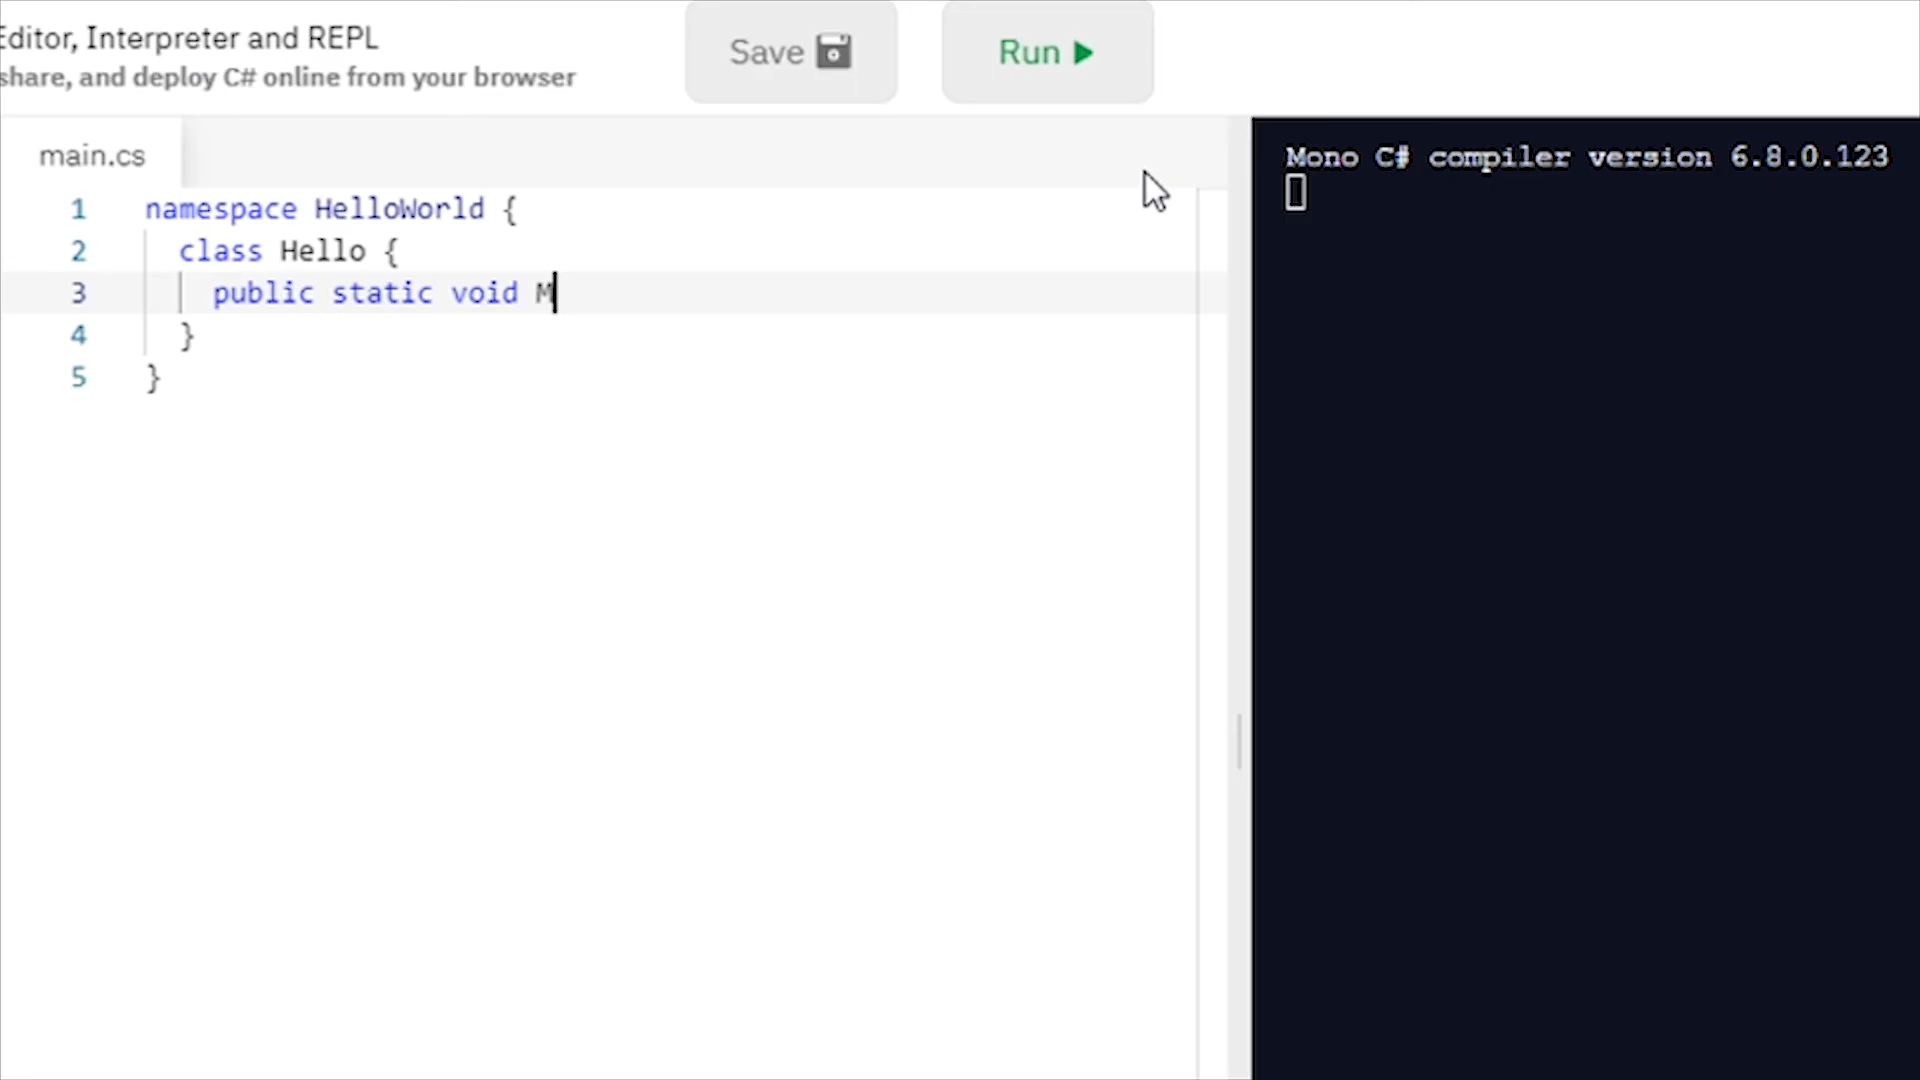 Editor, Interpreter and REPL
share, and deploy C# online from your browser
Save
Run
main.cs
1 namespace HelloWorld {
2 class Hello {
3 public static void M
4 }
5 }
Mono C# compiler version 6.8.0.123